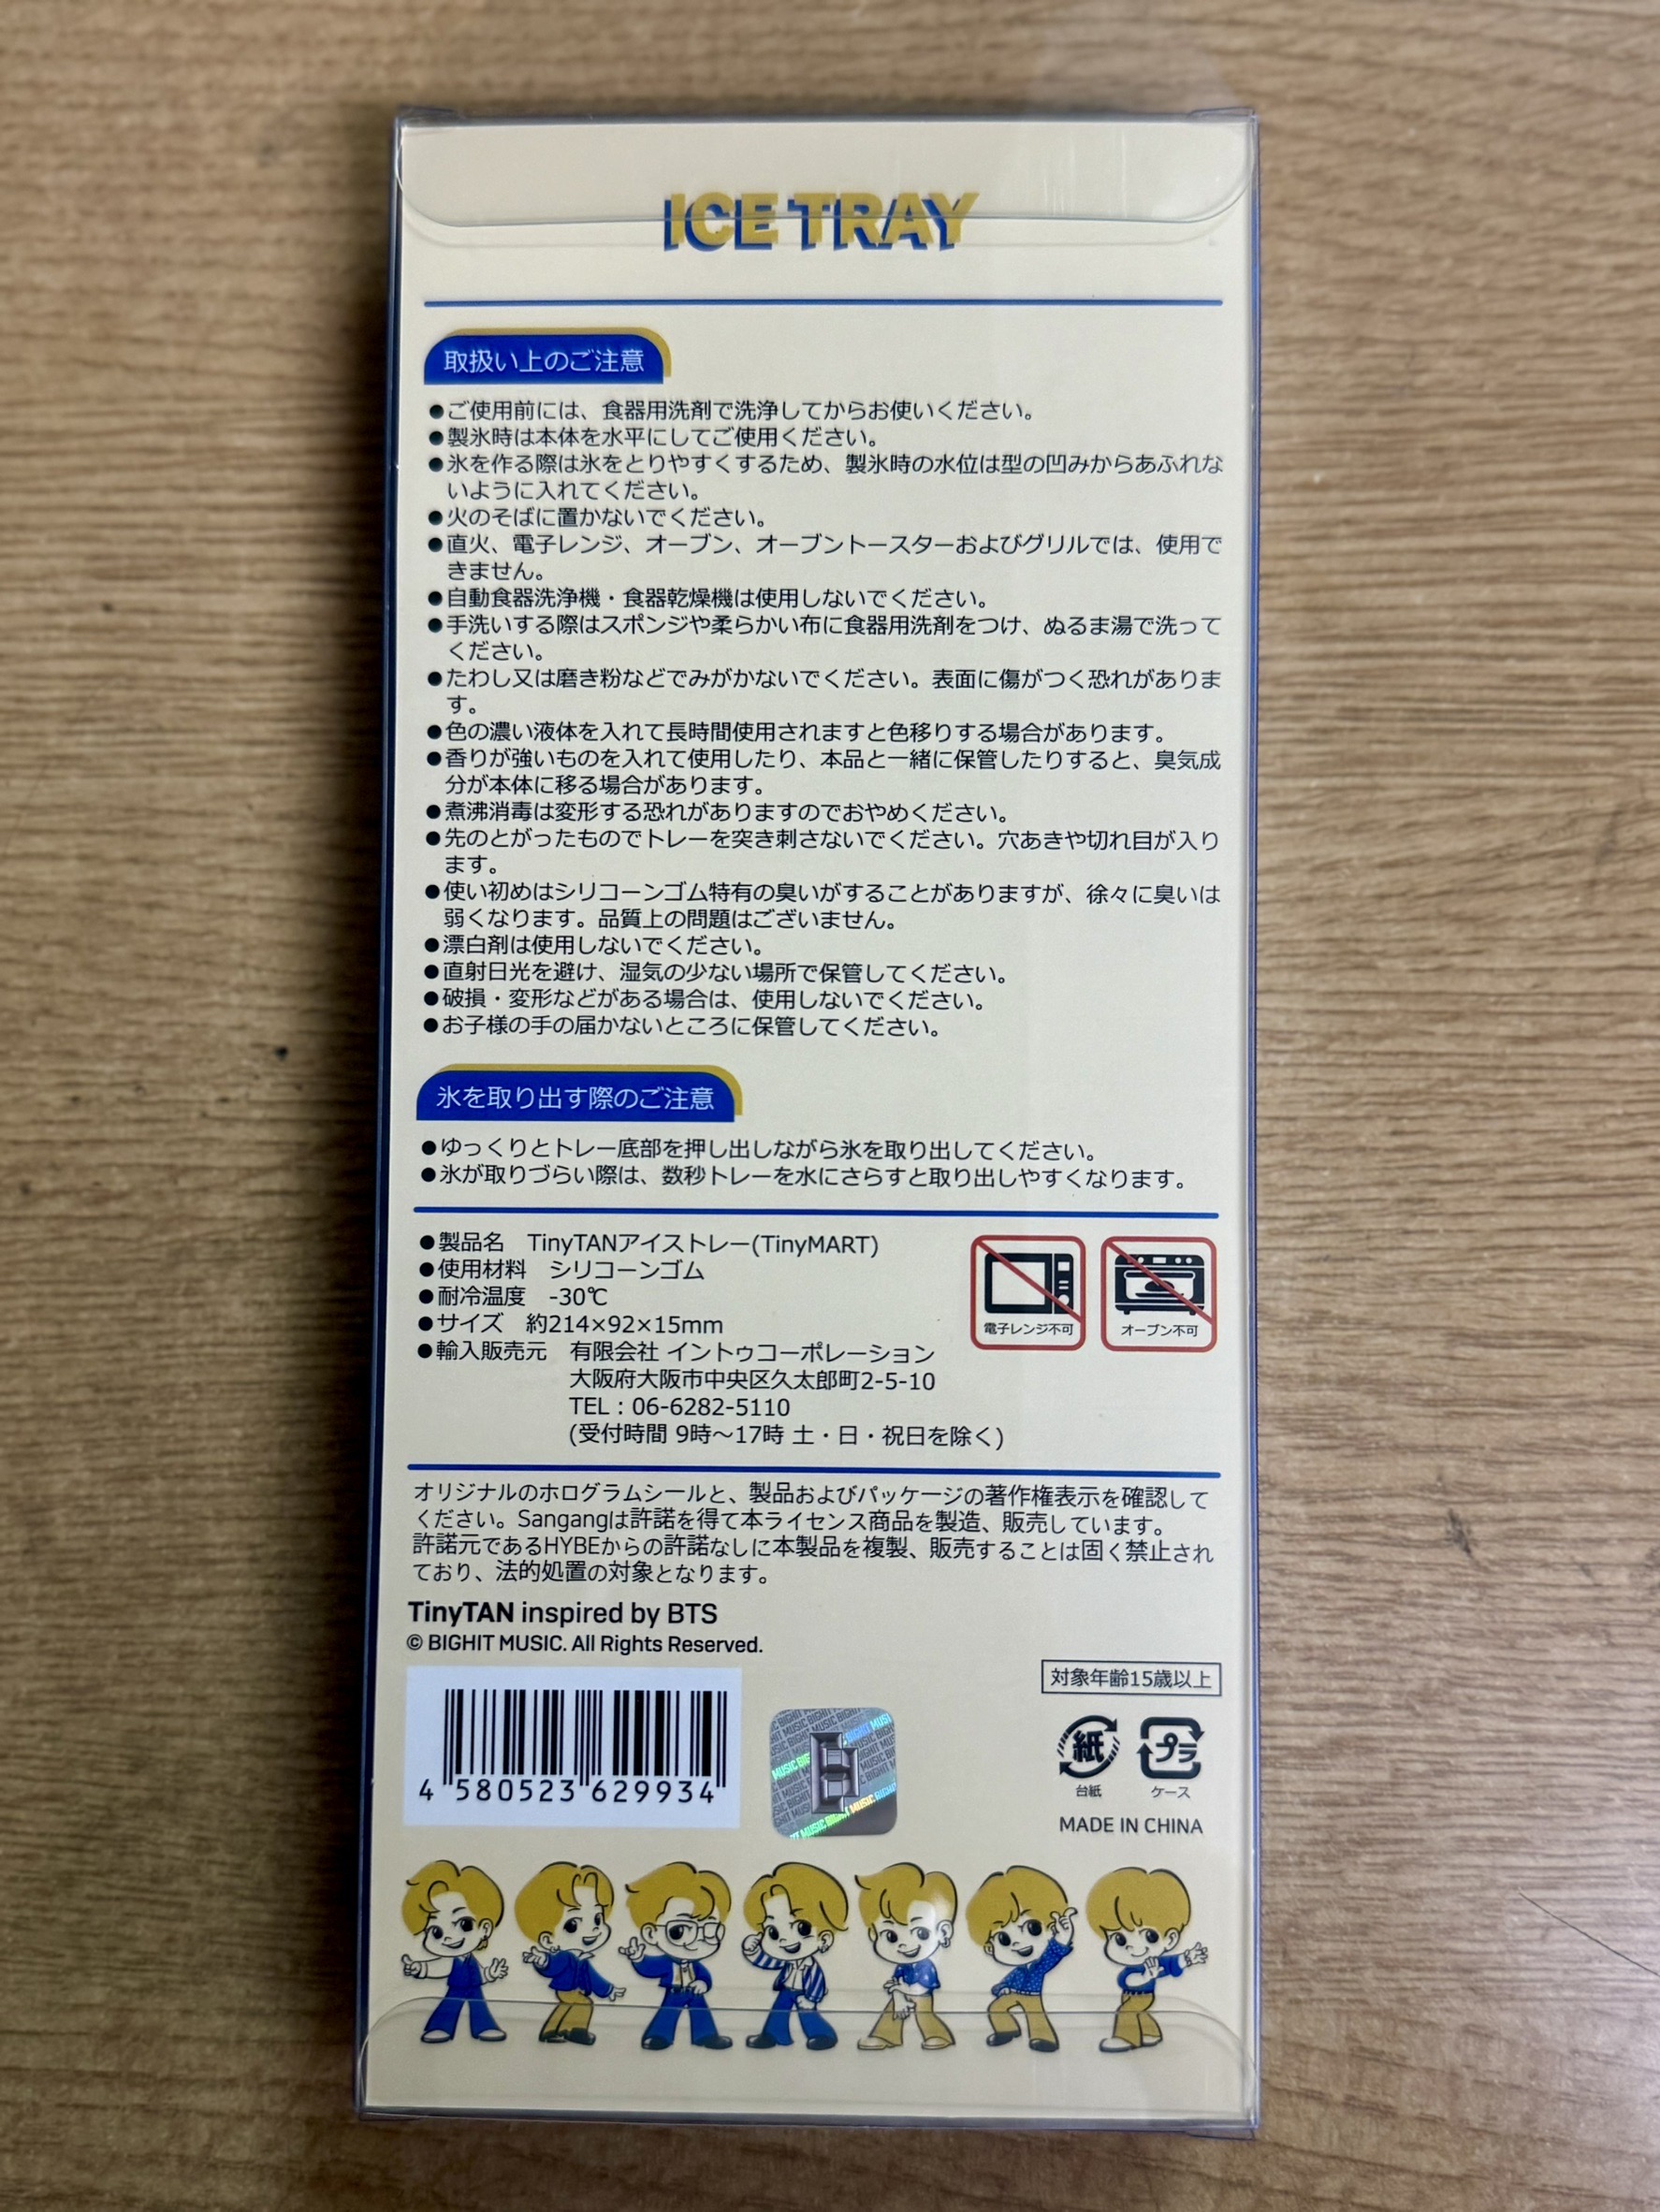 ICE TRAY
取扱い上のご注意
●ご使用前には、食器用洗剤で洗浄してからお使いください。
●製氷時は本体を水平にしてご使用ください。
●氷を作る際は氷をとりやすくするため、製氷時の水位は型の凹みからあふれな
いように入れてください。
●火のそばに置かないでください。
●直火、電子レンジ、オーブン、オーブントースターおよびグリルでは、使用で
きません。
●自動食器洗浄機・食器乾燥機は使用しないでください。
●手洗いする際はスポンジや柔らかい布に食器用洗剤をつけ、ぬるま湯で洗って
ください。
●たわし又は磨き粉などでみがかないでください。表面に傷がつく恐れがありま
す。
●色の濃い液体を入れて長時間使用されますと色移りする場合があります。
●香りが強いものを入れて使用したり、本品と一緒に保管したりすると、臭気成
分が本体に移る場合があります。
●煮沸消毒は変形する恐れがありますのでおやめください。
●先のとがったものでトレーを突き刺さないでください。穴あきや切れ目が入り
ます。
●使い初めはシリコーンゴム特有の臭いがすることがありますが、徐々に臭いは
弱くなります。品質上の問題はございません。
●漂白剤は使用しないでください。
●直射日光を避け、湿気の少ない場所で保管してください。
●破損・変形などがある場合は、使用しないでください。
●お子様の手の届かないところに保管してください。
氷を取り出す際のご注意
●ゆっくりとトレー底部を押し出しながら氷を取り出してください。
●氷が取りづらい際は、数秒トレーを水にさらすと取り出しやすくなります。
●製品名 TinyTANアイストレー(TinyMART)
●使用材料 シリコーンゴム
●耐冷温度 -30℃
●サイズ 約214×92×15mm
●輸入販売元 有限会社 イントゥコーポレーション
大阪府大阪市中央区久太郎町2-5-10
TEL：06-6282-5110
(受付時間 9時～17時 土・日・祝日を除く)
電子レンジ不可
オーブン不可
オリジナルのホログラムシールと、製品およびパッケージの著作権表示を確認して
ください。Sangangは許諾を得て本ライセンス商品を製造、販売しています。
許諾元であるHYBEからの許諾なしに本製品を複製、販売することは固く禁止され
ており、法的処置の対象となります。
TinyTAN inspired by BTS
© BIGHIT MUSIC. All Rights Reserved.
対象年齢15歳以上
4 580523 629934
BIGHIT MUSIC
紙
プラ
台紙
ケース
MADE IN CHINA